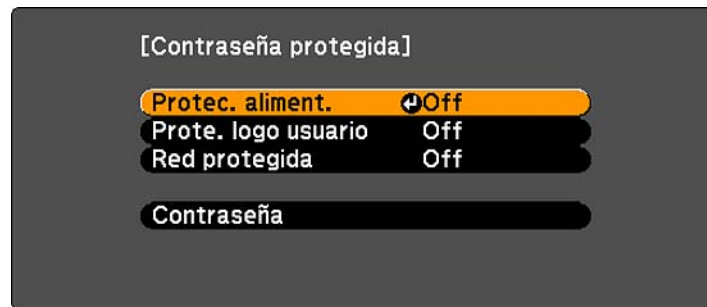 [Contraseña protegida]
Protec. aliment. Off
Prote. logo usuario Off
Red protegida Off
Contraseña